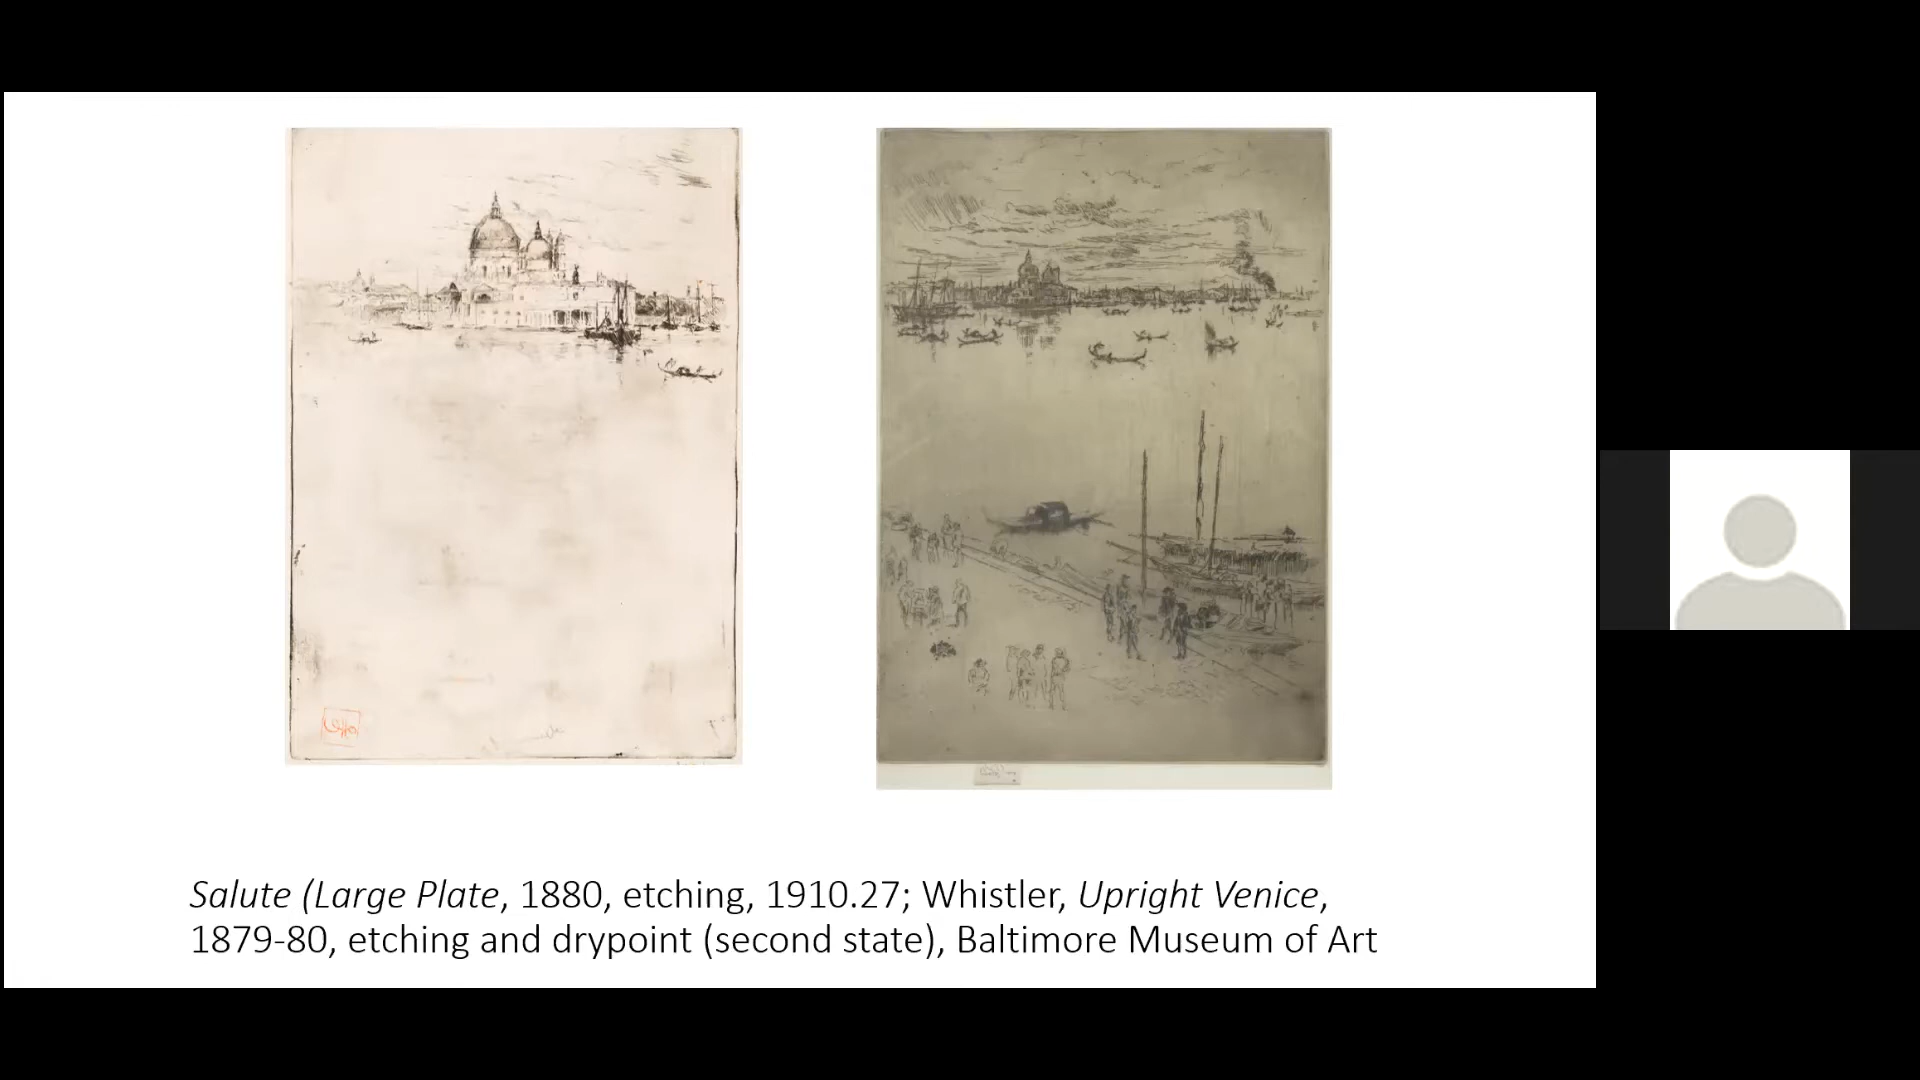 Salute (Large Plate, 1880, etching, 1910.27; Whistler, Upright Venice,
1879-80, etching and drypoint (second state), Baltimore Museum of Art